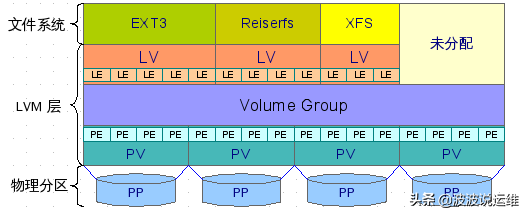 文件系统
EXT3 Reiserfs XFS 未分配
LV LV LV
LE LE LE LE LE LE LE LE LE LE LE LE
LVM 层
Volume Group
PE PE PE PE PE PE PE PE PE PE PE PE PE PE PE PE
PV PV PV PV
物理分区
PP PP PP PP
头条 @波波说运维